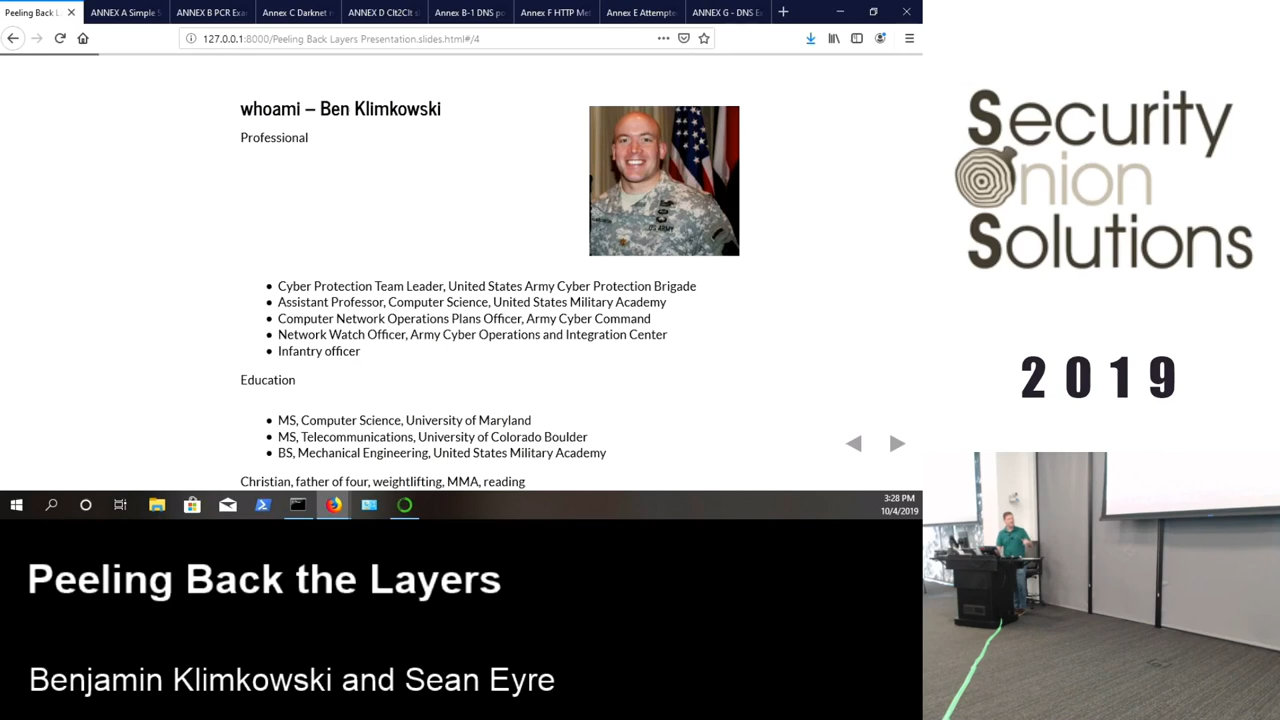 Peeling Back L
ANNEX A Simple S
ANNEX B PCR Exa
Annex C Darknet
ANNEX D Clt2Clt s
Annex B-1 DNS po
Annex F HTTP Me
Annex E Attempte
ANNEX G - DNS E
127.0.0.1:8000/Peeling Back Layers Presentation.slides.html#/4
whoami – Ben Klimkowski
Professional
US ARMY
• Cyber Protection Team Leader, United States Army Cyber Protection Brigade
• Assistant Professor, Computer Science, United States Military Academy
• Computer Network Operations Plans Officer, Army Cyber Command
• Network Watch Officer, Army Cyber Operations and Integration Center
• Infantry officer
Education
• MS, Computer Science, University of Maryland
• MS, Telecommunications, University of Colorado Boulder
• BS, Mechanical Engineering, United States Military Academy
Christian, father of four, weightlifting, MMA, reading
3:28 PM
10/4/2019
Peeling Back the Layers
Benjamin Klimkowski and Sean Eyre
Security
Onion
Solutions
2019